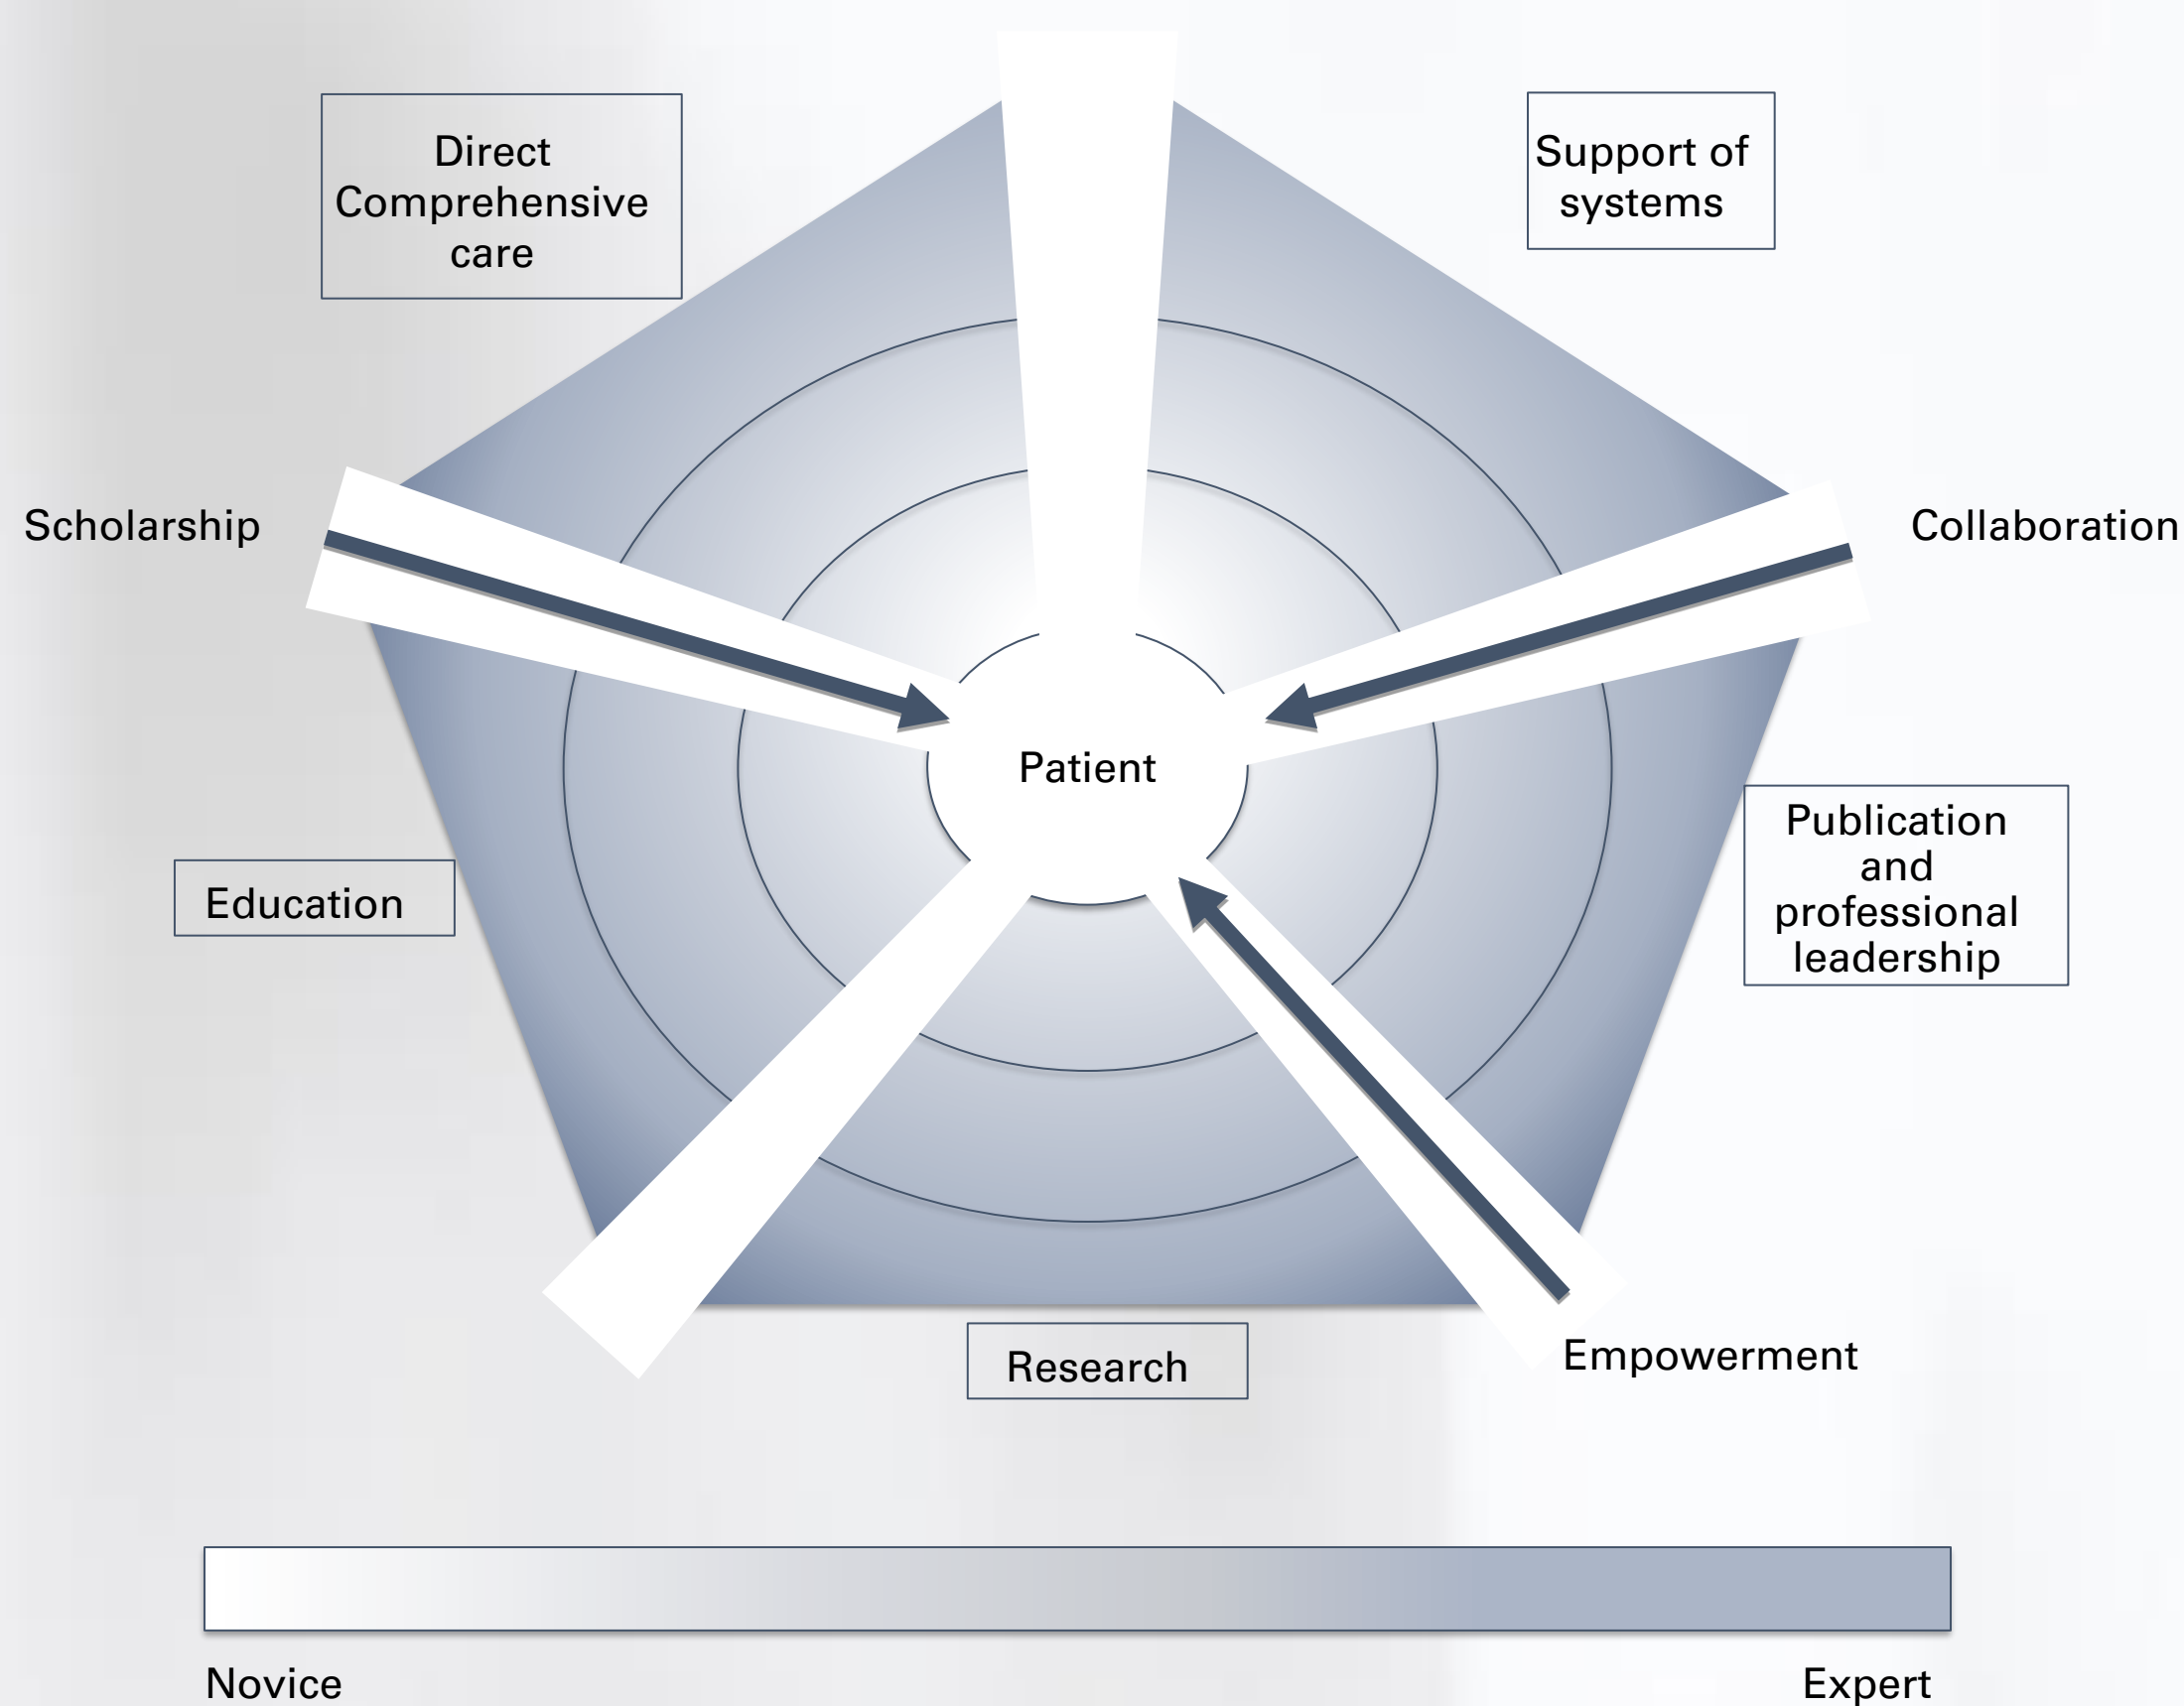 Direct
Comprehensive
care
Support of
systems
Scholarship
Collaboration
Patient
Education
Publication
and
professional
leadership
Research
Empowerment
Novice
Expert